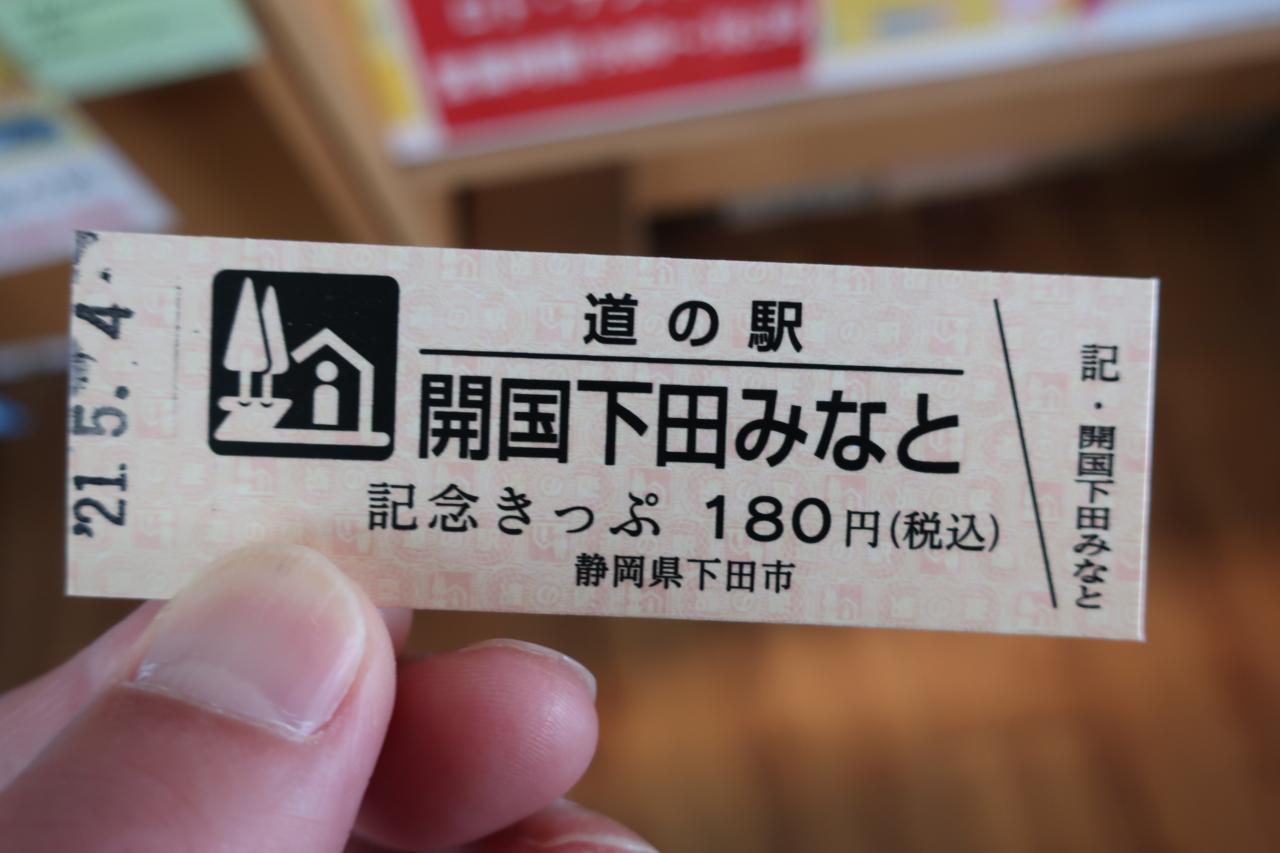 '21.5.-4.
道の駅
開国下田みなと
記念きっぷ 180円(税込)
静岡県下田市
記・開国下田みなと